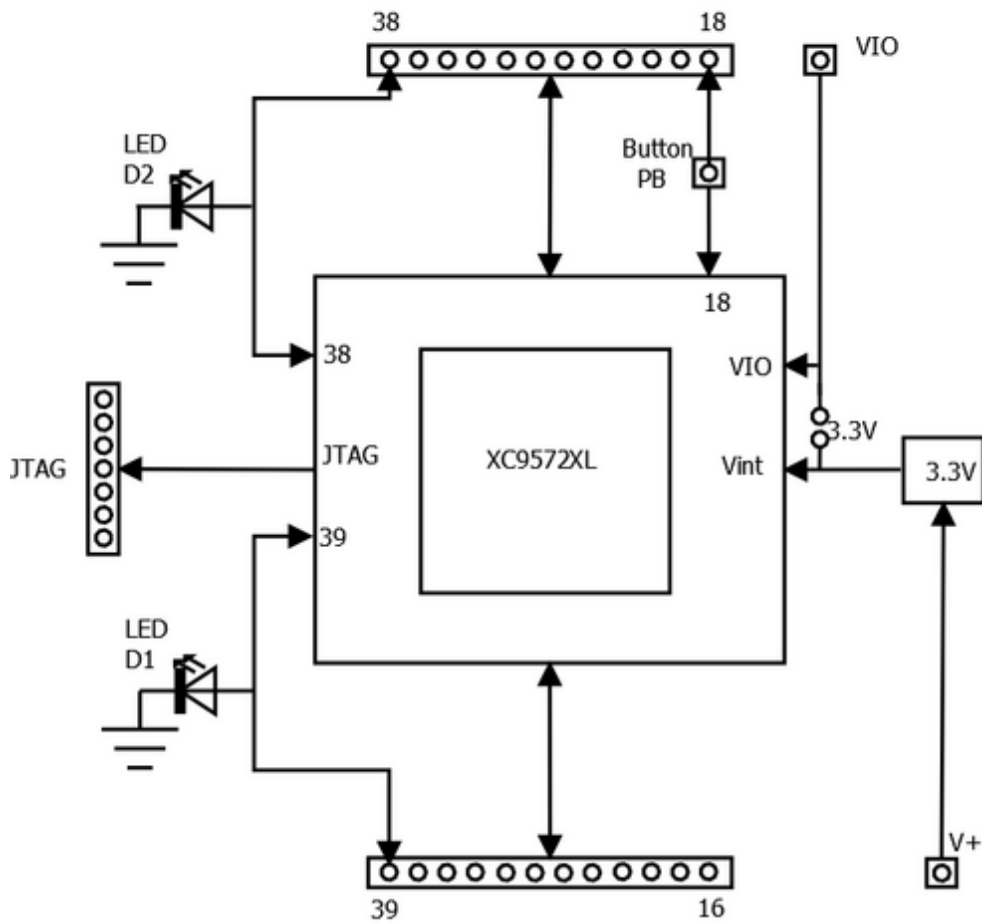 38
18
VIO
LED
D2
Button
PB
18
38
VIO
3.3V
JTAG
JTAG
XC9572XL
Vint
3.3V
39
LED
D1
V+
39
16